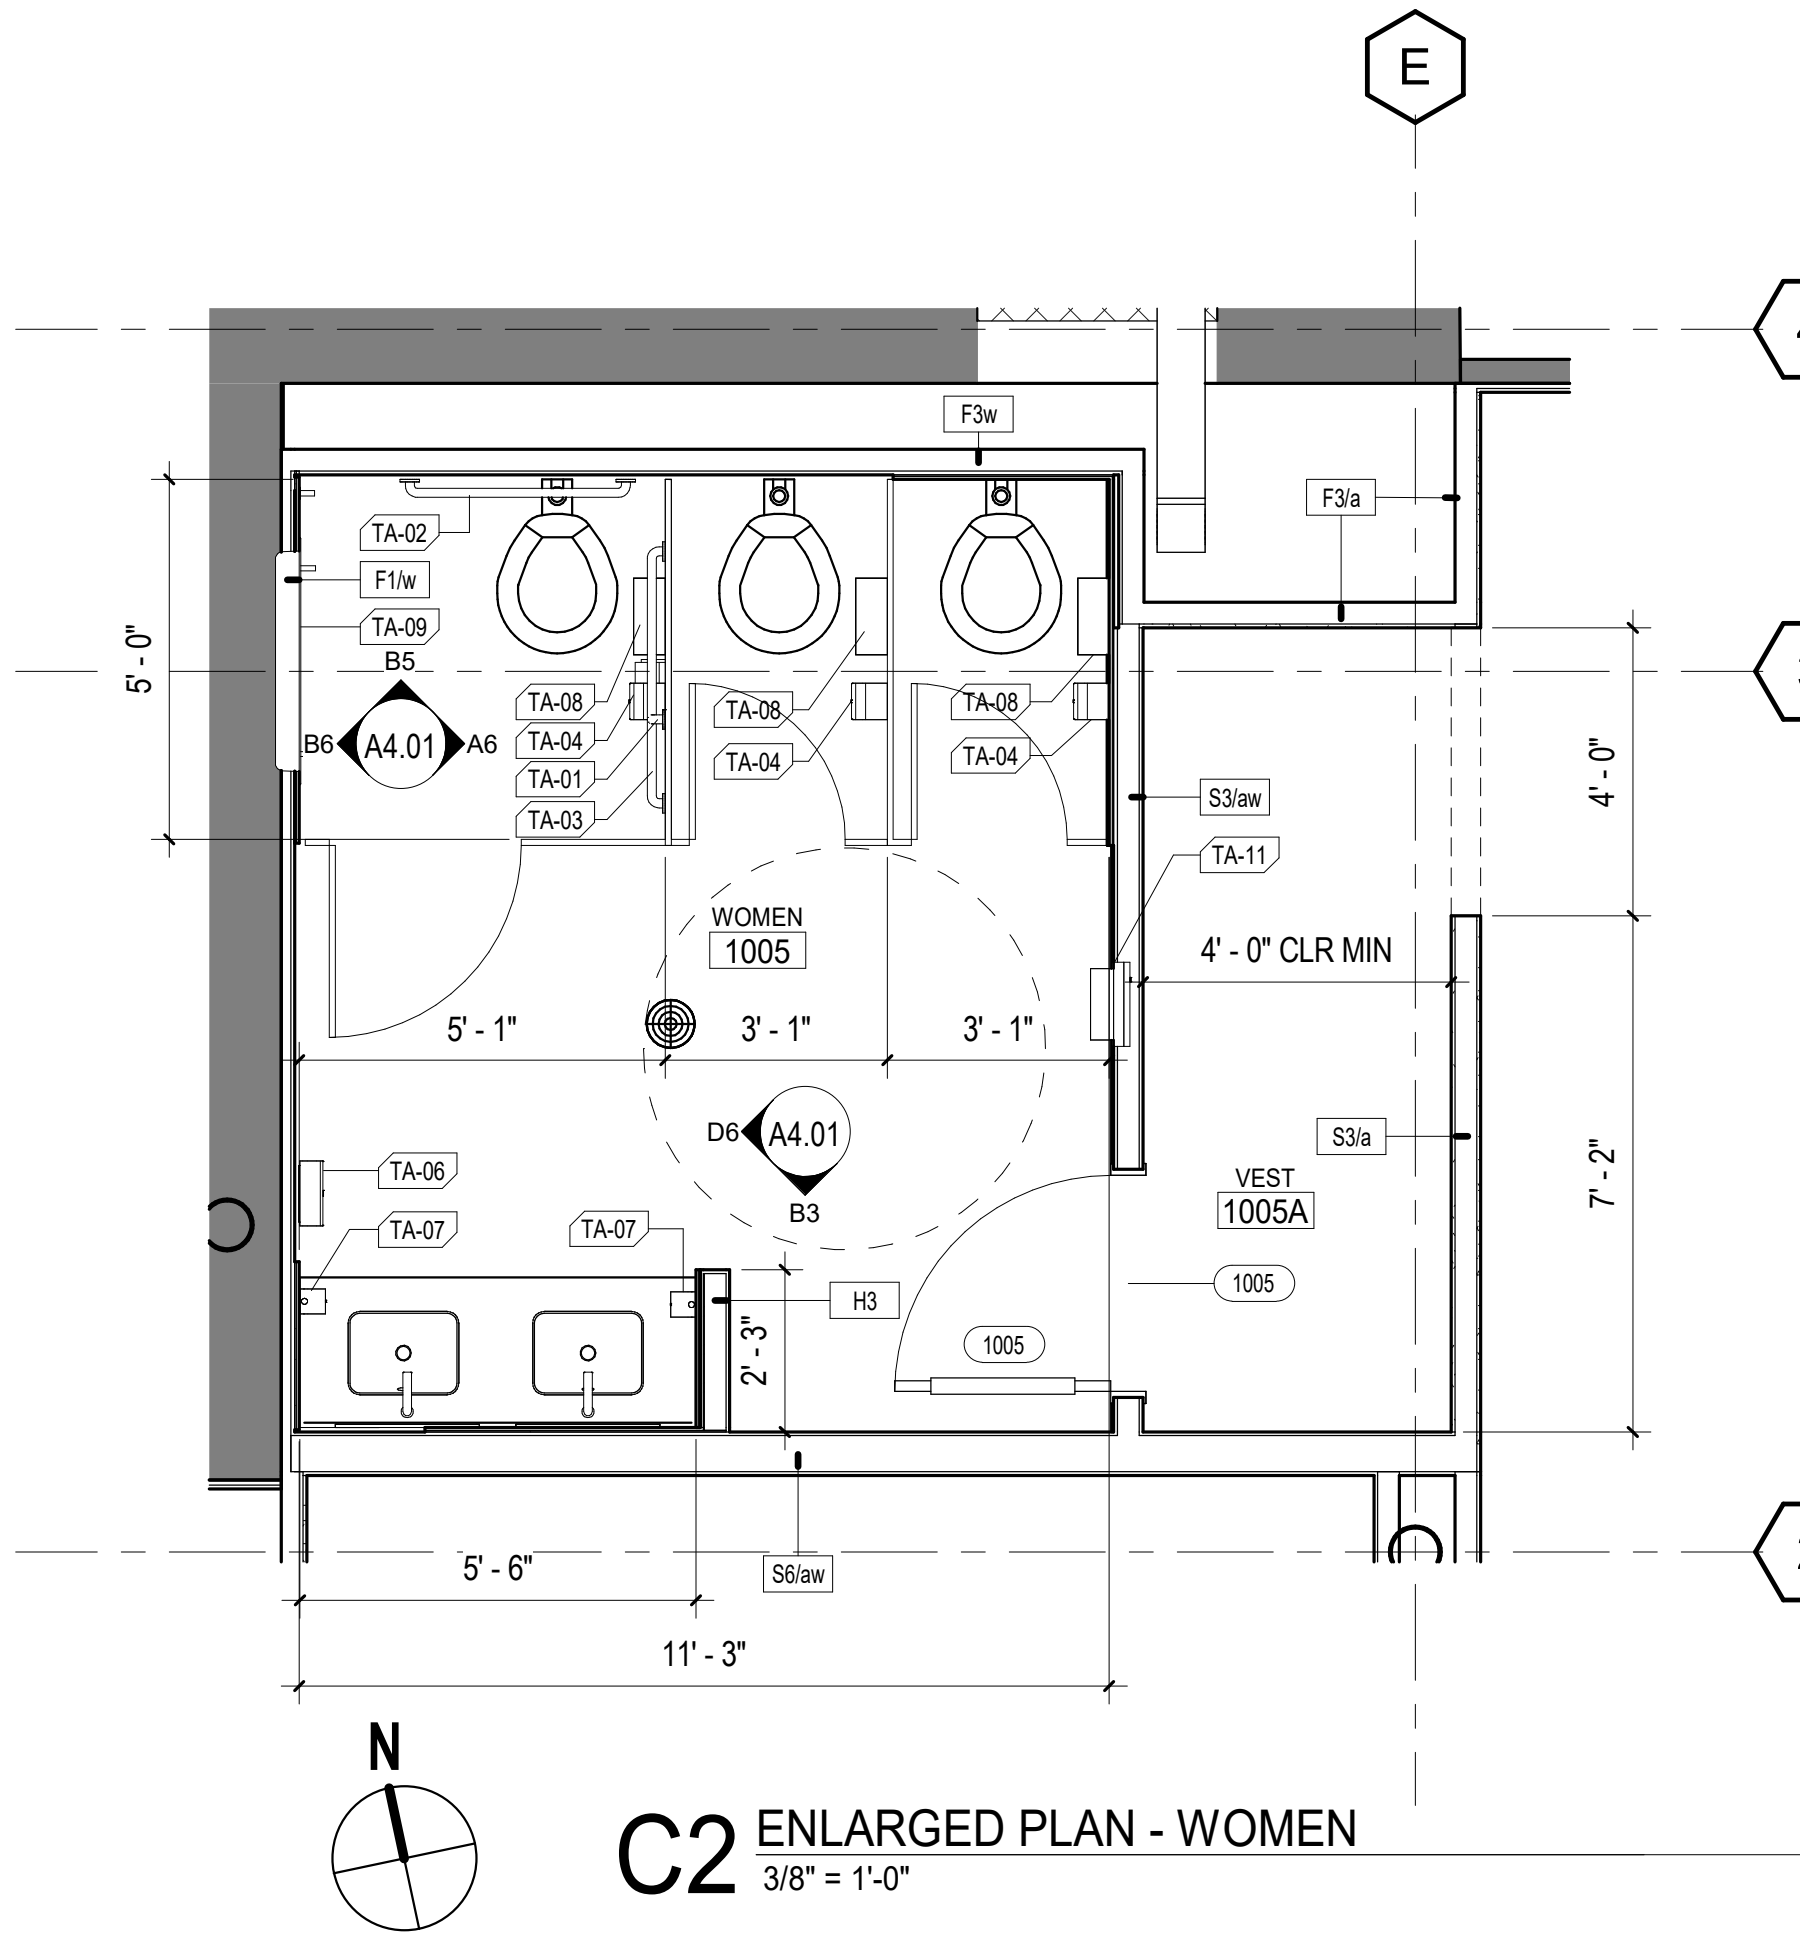 E
F3w
F3/a
TA-02
F1/w
TA-09
B5
5' - 0"
TA-08
TA-08
TA-08
B6
A4.01
A6
TA-04
TA-04
TA-04
TA-01
TA-03
S3/aw
4' - 0"
TA-11
WOMEN
1005
4' - 0" CLR MIN
5' - 1"
3' - 1"
3' - 1"
D6
A4.01
B3
S3/a
7' - 2"
TA-06
VEST
1005A
TA-07
TA-07
1005
H3
2' - 3"
1005
5' - 6"
S6/aw
11' - 3"
N
C2
ENLARGED PLAN - WOMEN
3/8" = 1'-0"